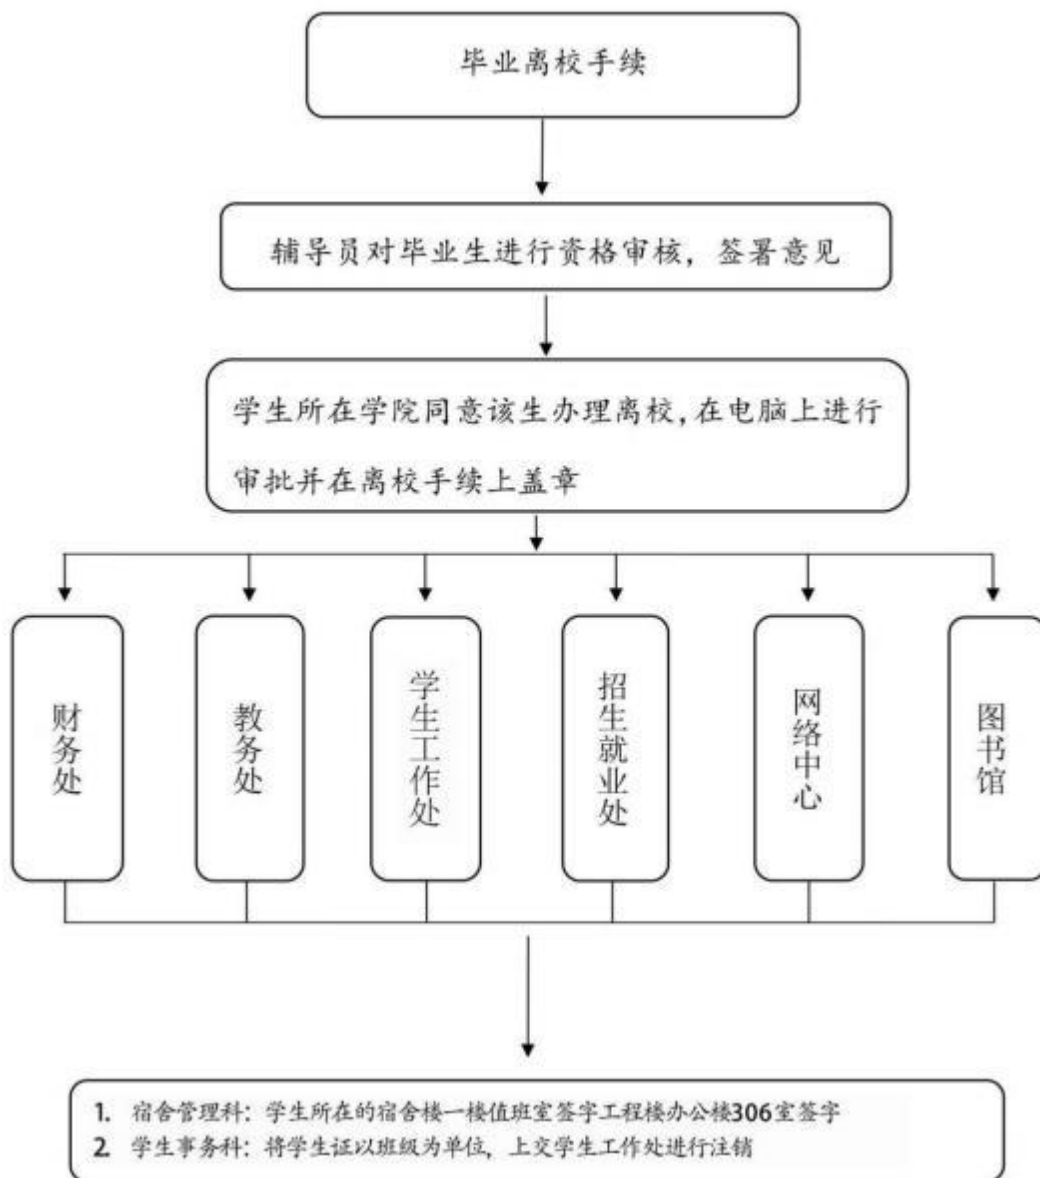 毕业离校手续
辅导员对毕业生进行资格审核，签署意见
学生所在学院同意该生办理离校，在电脑上进行
审批并在离校手续上盖章
财务处
教务处
学生工作处
招生就业处
网络中心
图书馆
1. 宿舍管理科：学生所在的宿舍楼一楼值班室签字工程楼办公楼306室签字
2. 学生事务科：将学生证以班级为单位，上交学生工作处进行注销